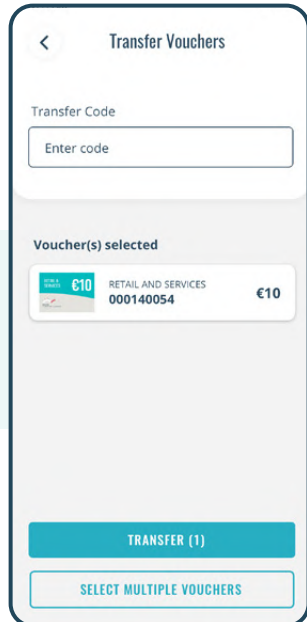 Transfer Vouchers
Transfer Code
Enter code
Voucher(s) selected
€10
RETAIL AND SERVICES
000140054
€10
TRANSFER (1)
SELECT MULTIPLE VOUCHERS